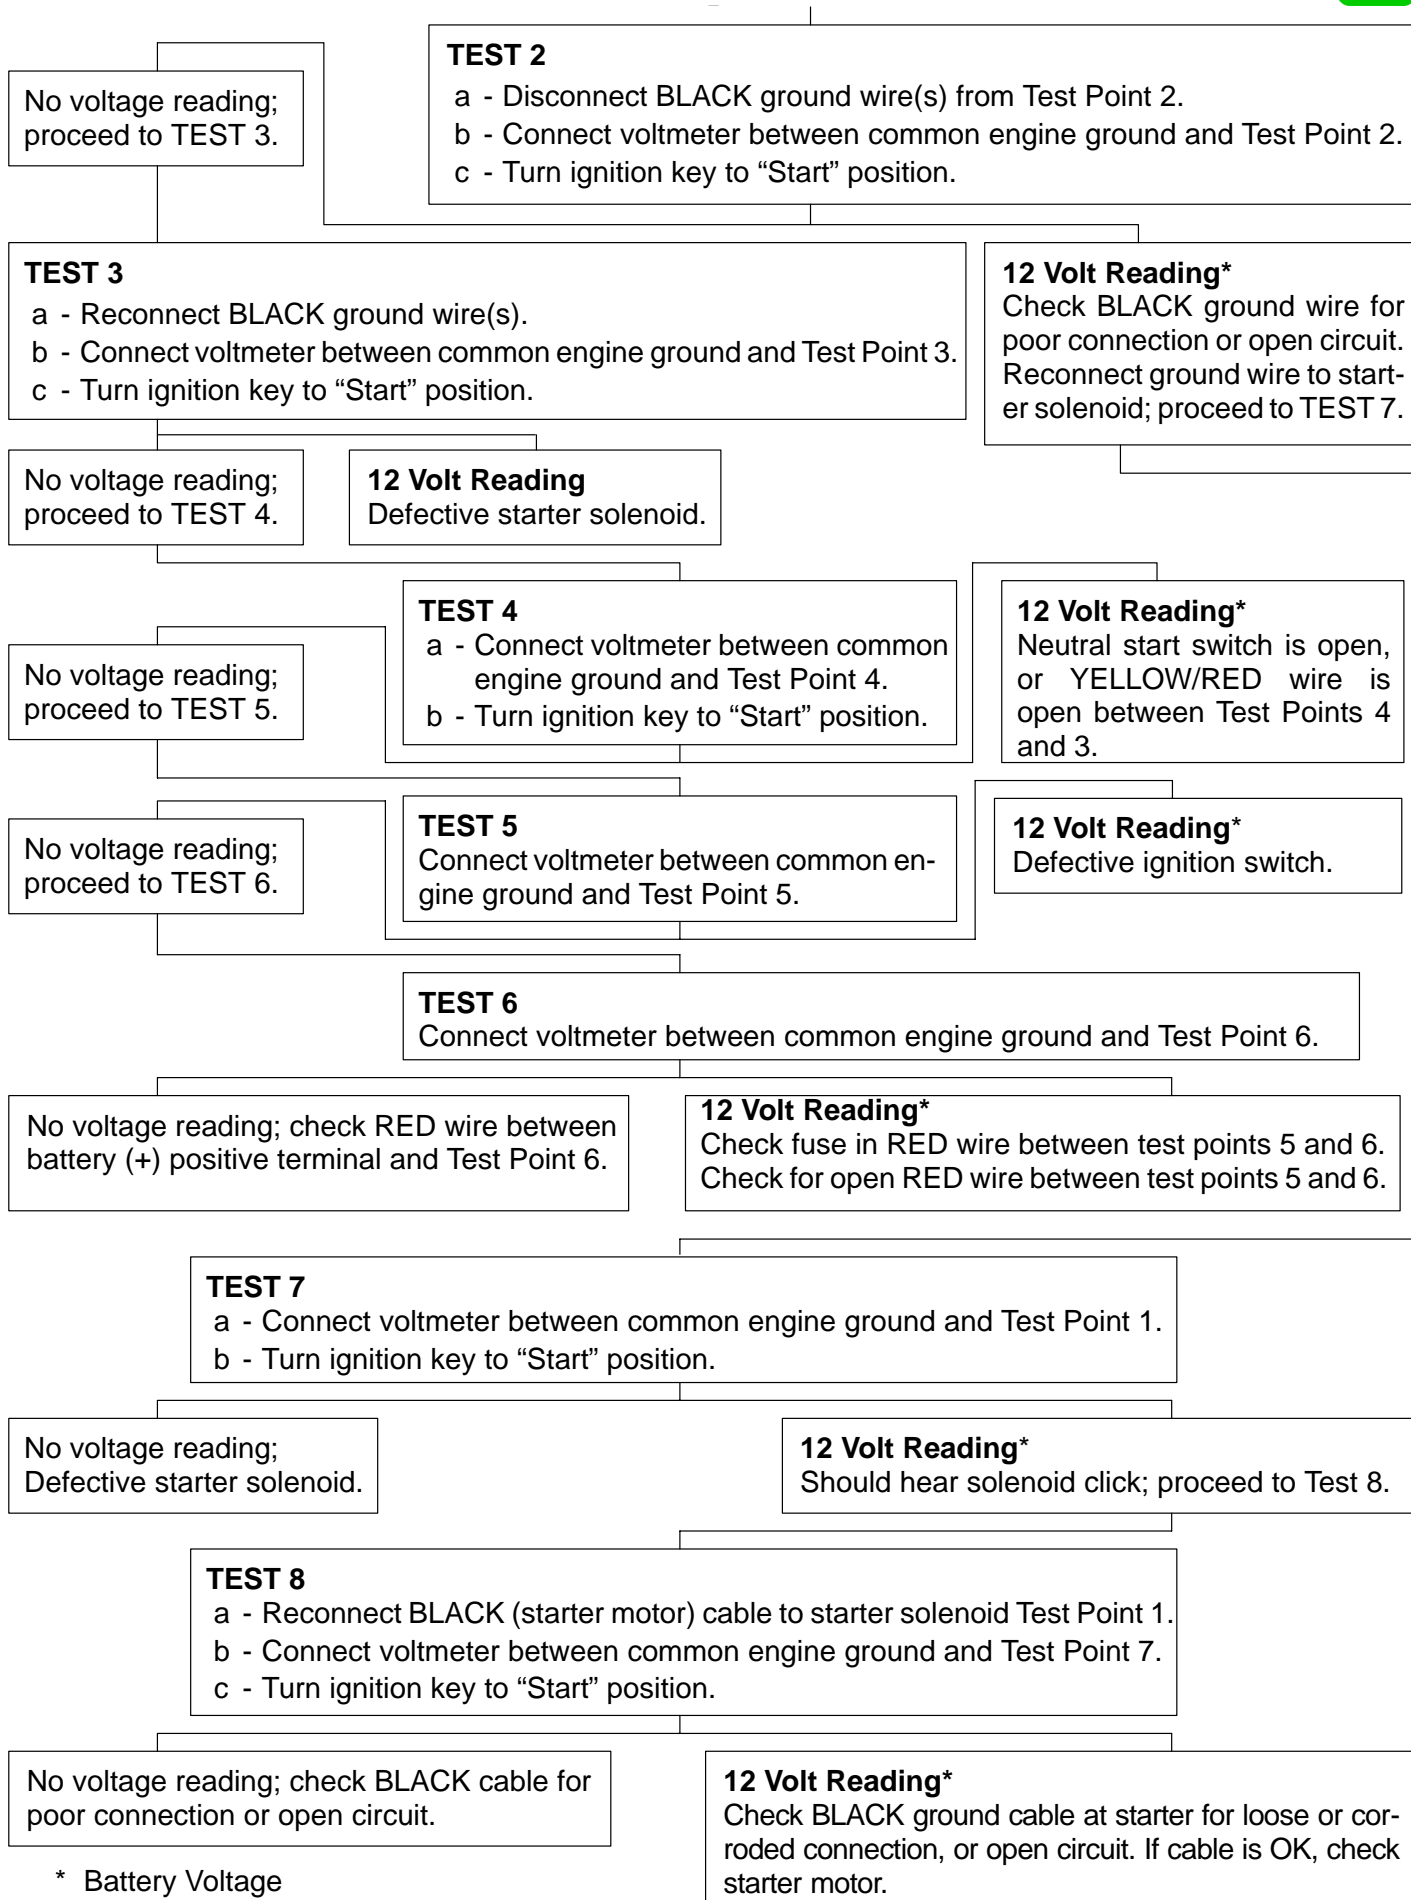 TEST 2
a - Disconnect BLACK ground wire(s) from Test Point 2.
b - Connect voltmeter between common engine ground and Test Point 2.
c - Turn ignition key to “Start” position.
No voltage reading;
proceed to TEST 3.
TEST 3
a - Reconnect BLACK ground wire(s).
b - Connect voltmeter between common engine ground and Test Point 3.
c - Turn ignition key to “Start” position.
12 Volt Reading*
Check BLACK ground wire for
poor connection or open circuit.
Reconnect ground wire to start-
er solenoid; proceed to TEST 7.
No voltage reading;
proceed to TEST 4.
12 Volt Reading
Defective starter solenoid.
TEST 4
a - Connect voltmeter between common
engine ground and Test Point 4.
b - Turn ignition key to “Start” position.
12 Volt Reading*
Neutral start switch is open,
or YELLOW/RED wire is
open between Test Points 4
and 3.
No voltage reading;
proceed to TEST 5.
TEST 5
Connect voltmeter between common en-
gine ground and Test Point 5.
12 Volt Reading*
Defective ignition switch.
No voltage reading;
proceed to TEST 6.
TEST 6
Connect voltmeter between common engine ground and Test Point 6.
No voltage reading; check RED wire between
battery (+) positive terminal and Test Point 6.
12 Volt Reading*
Check fuse in RED wire between test points 5 and 6.
Check for open RED wire between test points 5 and 6.
TEST 7
a - Connect voltmeter between common engine ground and Test Point 1.
b - Turn ignition key to “Start” position.
No voltage reading;
Defective starter solenoid.
12 Volt Reading*
Should hear solenoid click; proceed to Test 8.
TEST 8
a - Reconnect BLACK (starter motor) cable to starter solenoid Test Point 1.
b - Connect voltmeter between common engine ground and Test Point 7.
c - Turn ignition key to “Start” position.
No voltage reading; check BLACK cable for
poor connection or open circuit.
12 Volt Reading*
Check BLACK ground cable at starter for loose or cor-
roded connection, or open circuit. If cable is OK, check
starter motor.
* Battery Voltage